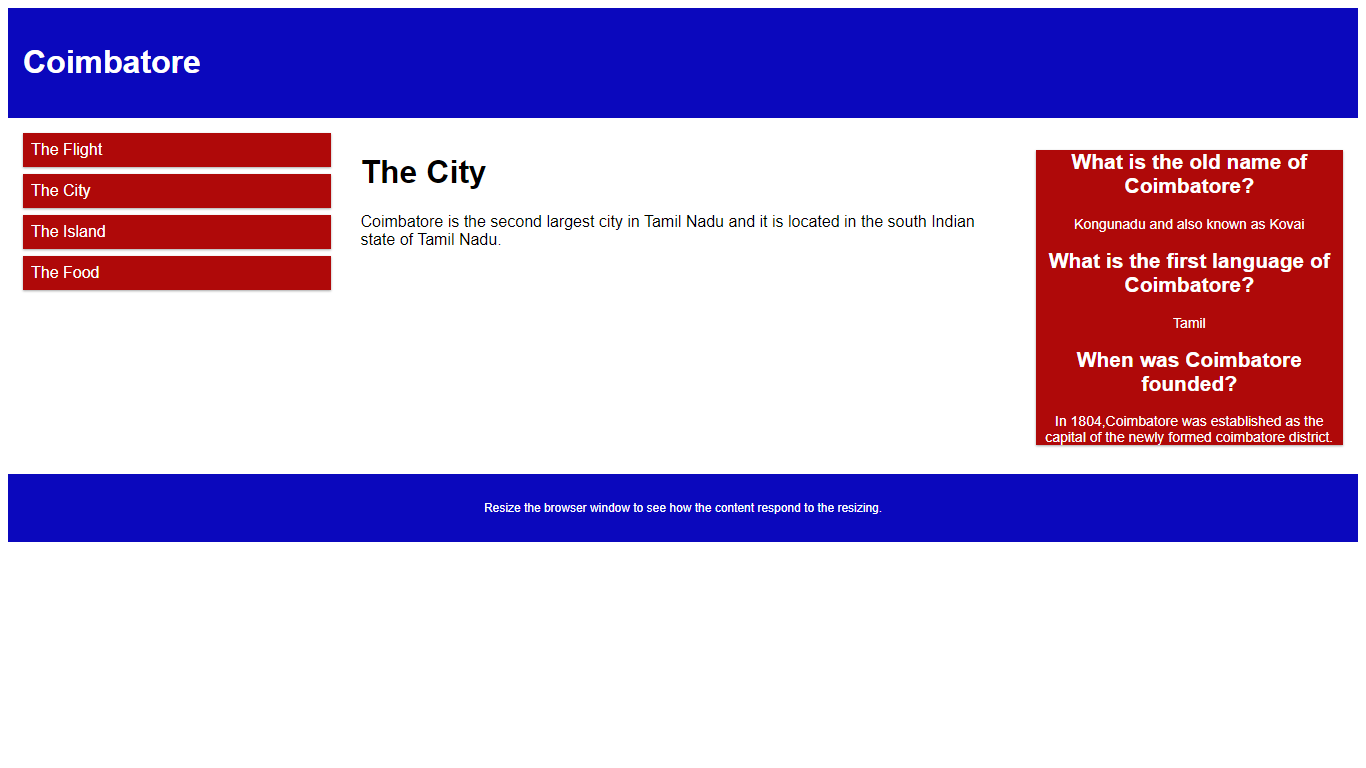 Coimbatore
The Flight
The City
The Island
The Food
The City
Coimbatore is the second largest city in Tamil Nadu and it is located in the south Indian
state of Tamil Nadu.
What is the old name of
Coimbatore?
Kongunadu and also known as Kovai
What is the first language of
Coimbatore?
Tamil
When was Coimbatore
founded?
In 1804,Coimbatore was established as the
capital of the newly formed coimbatore district.
Resize the browser window to see how the content respond to the resizing.